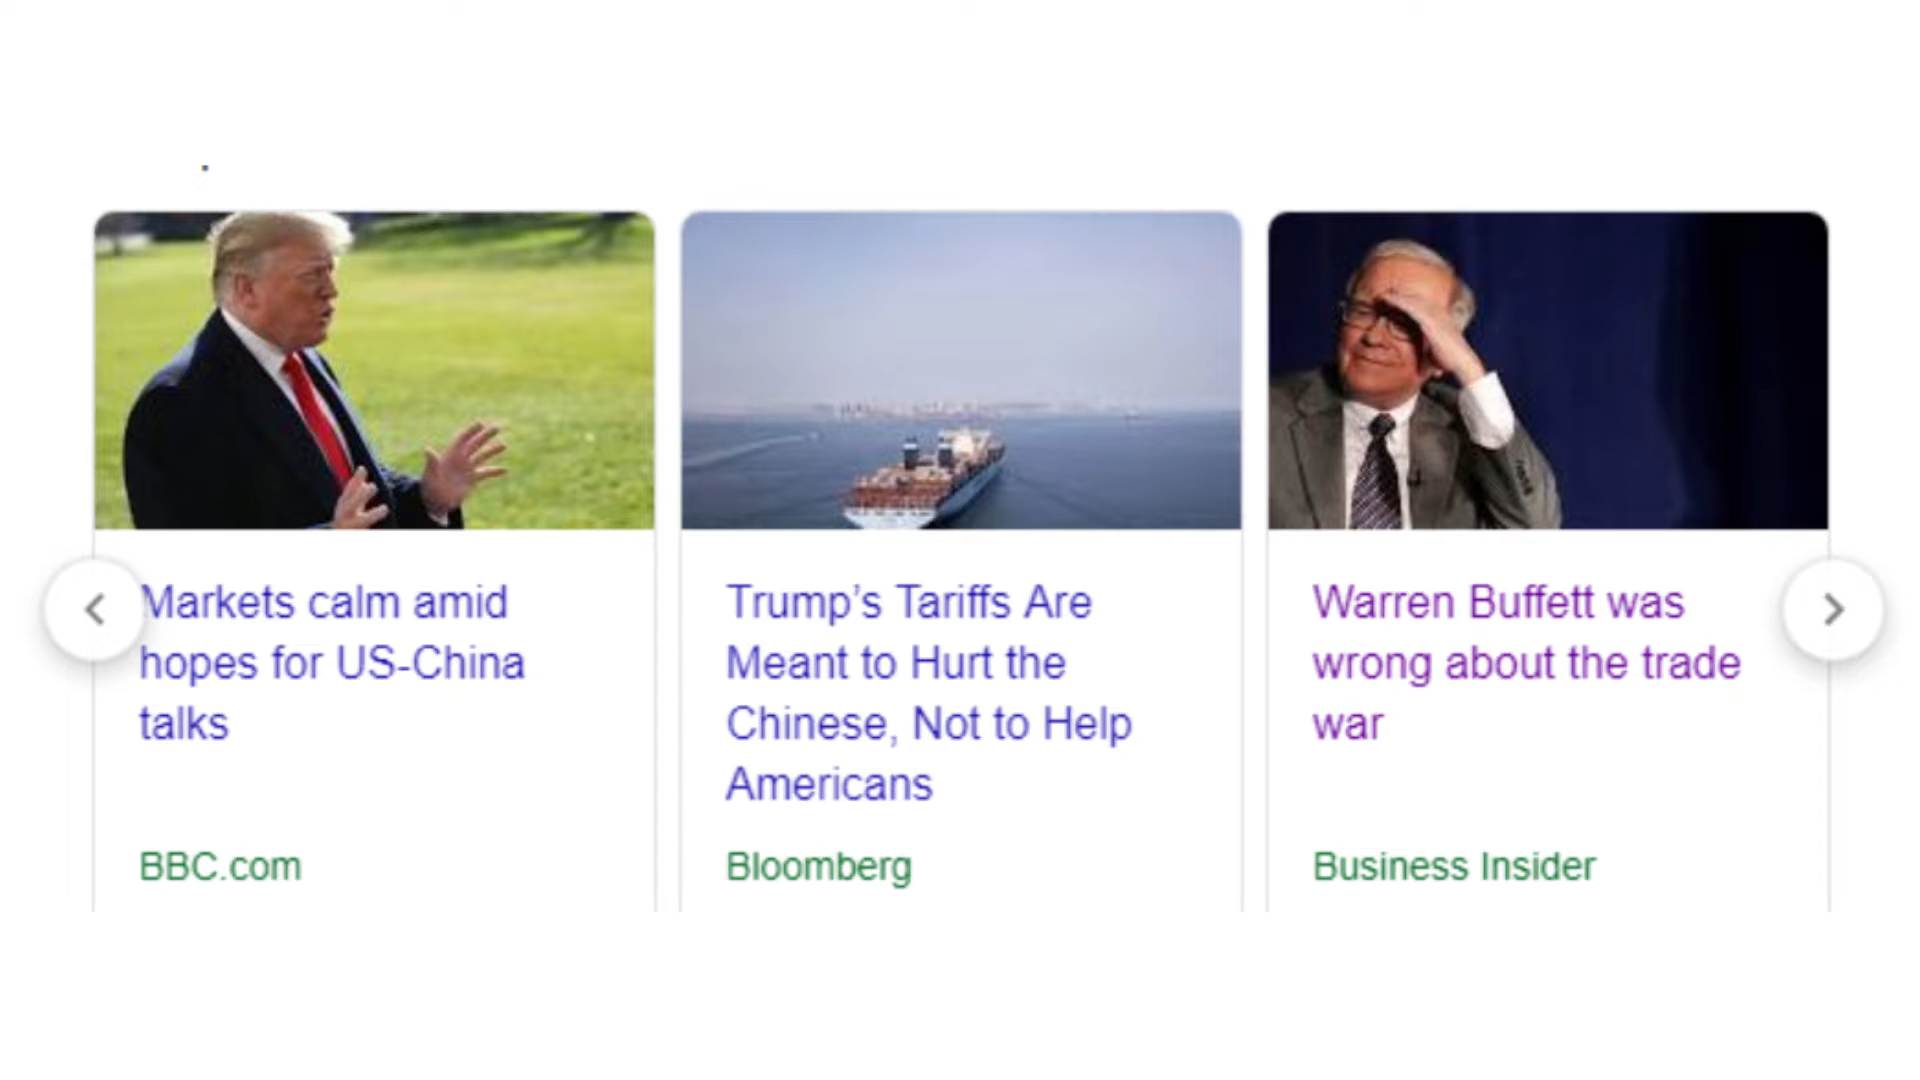 Markets calm amid
hopes for US-China
talks
BBC.com
Trump’s Tariffs Are
Meant to Hurt the
Chinese, Not to Help
Americans
Bloomberg
Warren Buffett was
wrong about the trade
war
Business Insider